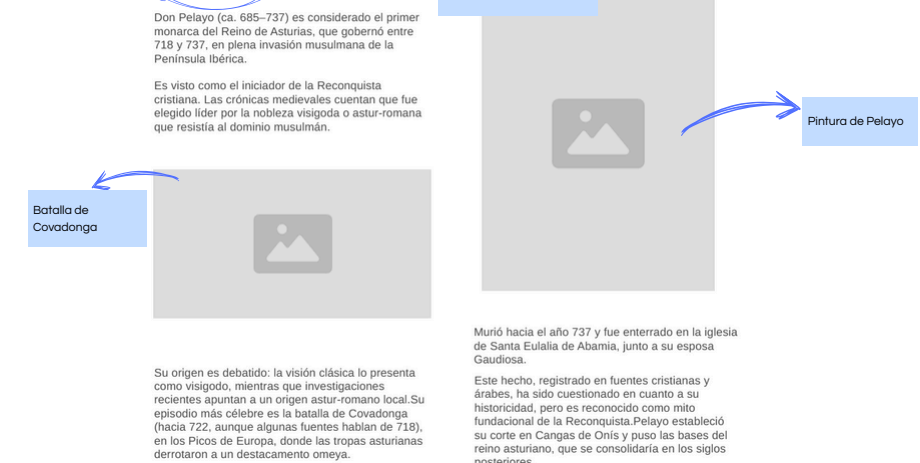 Don Pelayo (ca. 685–737) es considerado el primer
monarca del Reino de Asturias, que gobernó entre
718 y 737, en plena invasión musulmana de la
Península Ibérica.
Es visto como el iniciador de la Reconquista
cristiana. Las crónicas medievales cuentan que fue
elegido líder por la nobleza visigoda o astur-romana
que resistía al dominio musulmán.
Batalla de
Covadonga
Su origen es debatido: la visión clásica lo presenta
como visigodo, mientras que investigaciones
recientes apuntan a un origen astur-romano local.Su
episodio más célebre es la batalla de Covadonga
(hacia 722, aunque algunas fuentes hablan de 718),
en los Picos de Europa, donde las tropas asturianas
derrotaron a un destacamento omeya.
Pintura de Pelayo
Murió hacia el año 737 y fue enterrado en la iglesia
de Santa Eulalia de Abamia, junto a su esposa
Gaudiosa.
Este hecho, registrado en fuentes cristianas y
árabes, ha sido cuestionado en cuanto a su
historicidad, pero es reconocido como mito
fundacional de la Reconquista.Pelayo estableció
su corte en Cangas de Onís y puso las bases del
reino asturiano, que se consolidaría en los siglos
posteriores.